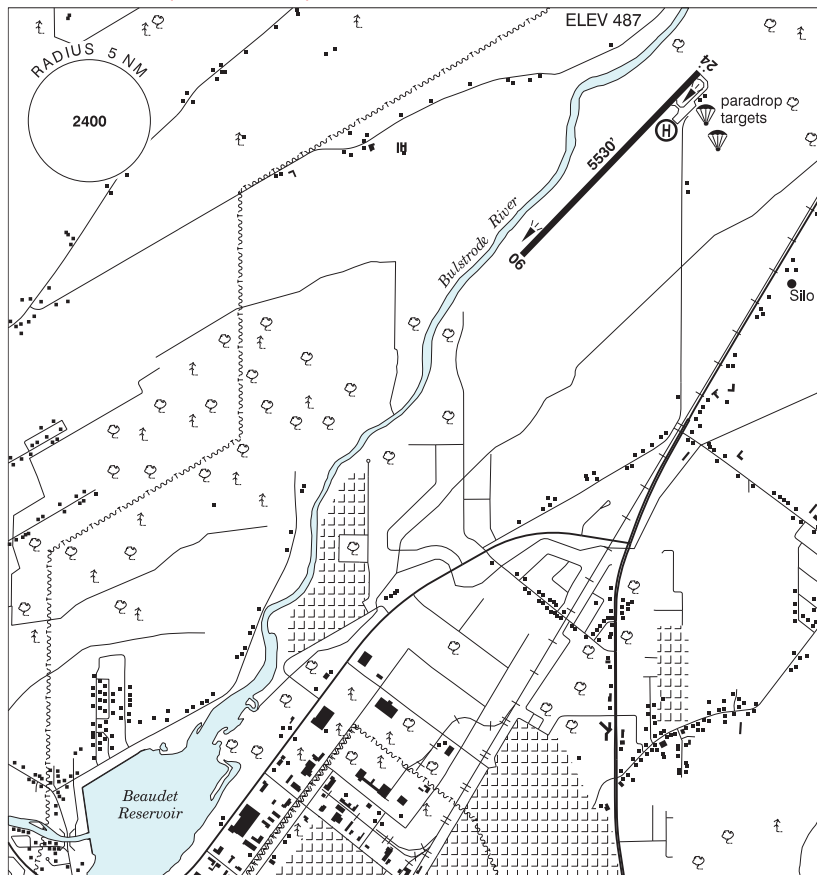 ELEV 487
RADIUS 5 NM
2400
24
paradrop
targets
H
5530'
Bulstrode River
06
Silo
Beaudet
Reservoir